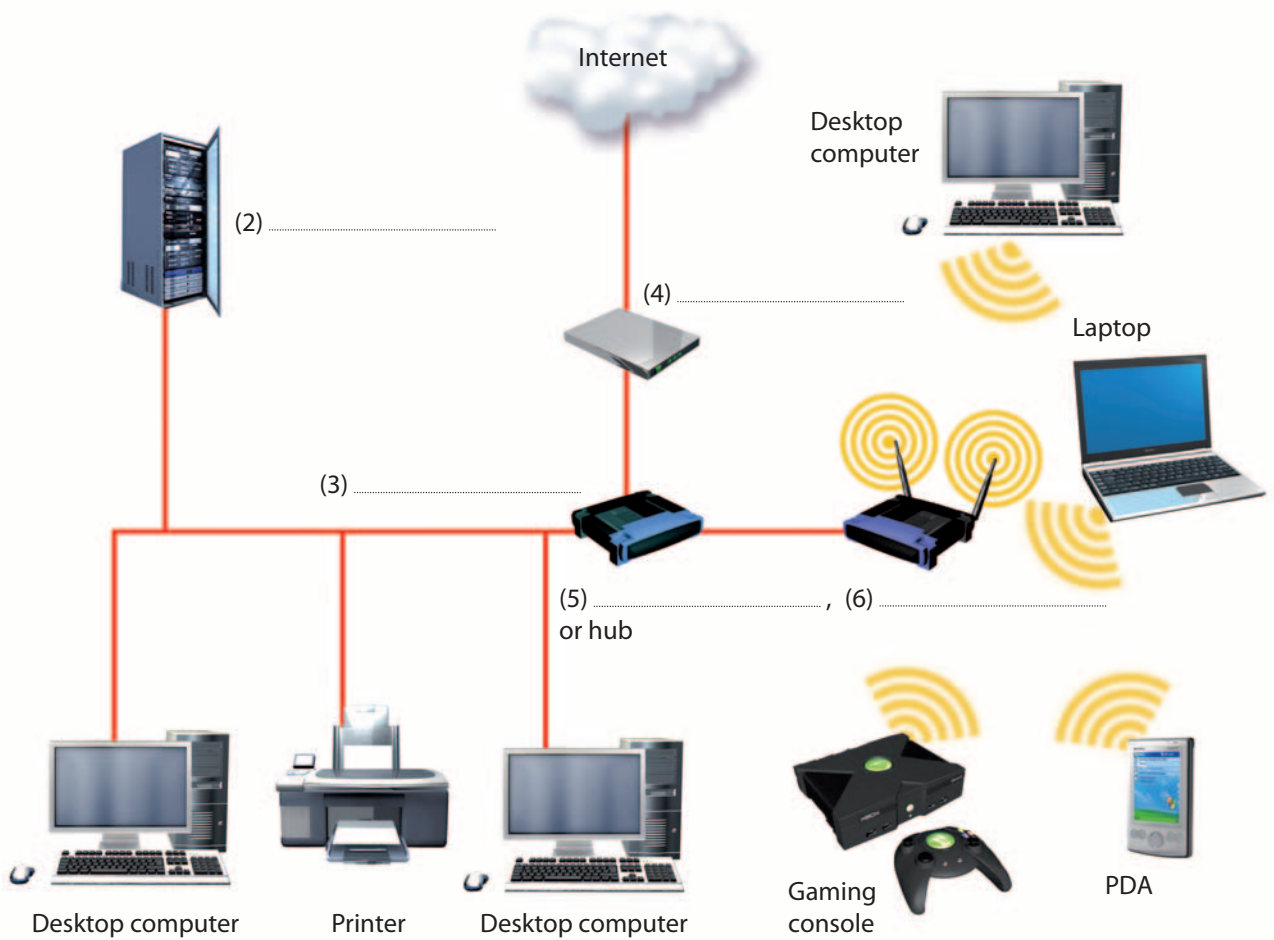 Internet
Desktop
computer
(2) ........................................
(4) ........................................
Laptop
(3) ........................................
(5) ........................................ , (6) ........................................
or hub
Desktop computer
Printer
Desktop computer
Gaming
console
PDA